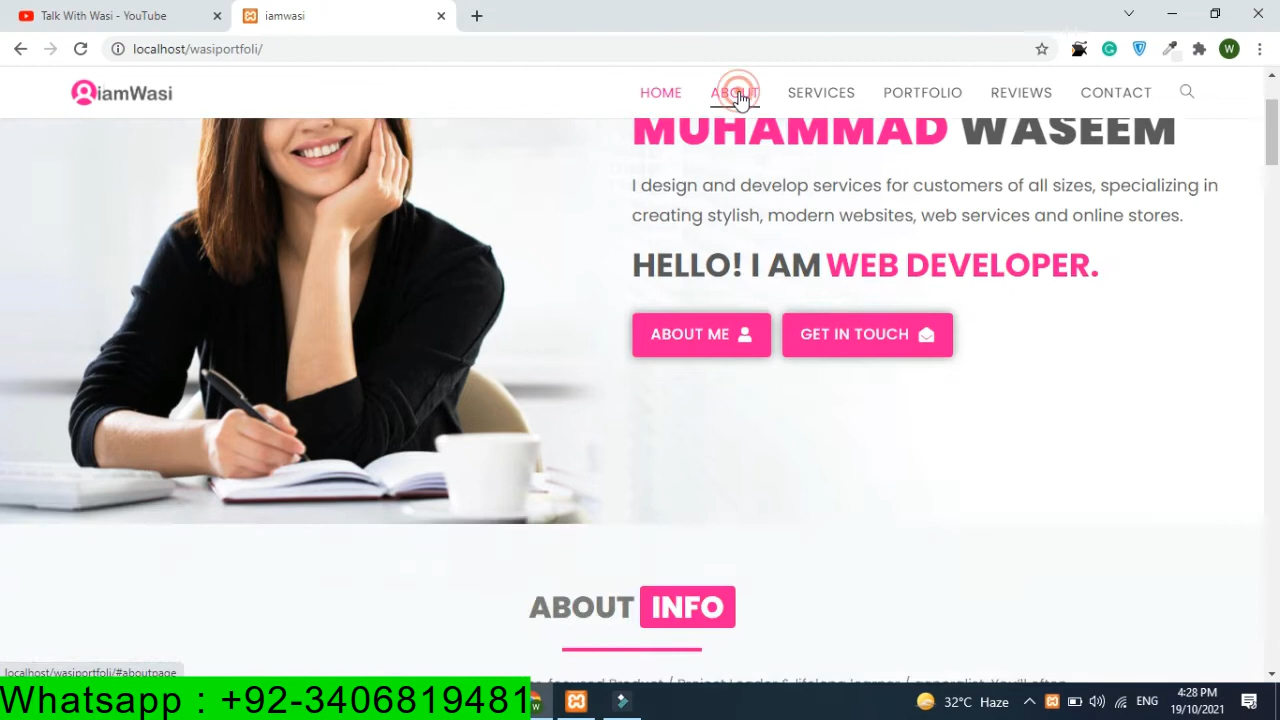 Talk With Wasi - YouTube
iamwasi
localhost/wasiportfoli/
W
iamWasi
HOME
ABOUT
SERVICES
PORTFOLIO
REVIEWS
CONTACT
MUHAMMAD WASEEM
I design and develop services for customers of all sizes, specializing in
creating stylish, modern websites, web services and online stores.
HELLO! I AM WEB DEVELOPER.
ABOUT ME
GET IN TOUCH
ABOUT INFO
localhost/wasiportfoli/#aboutpage
Whatsapp : +92-3406819481
32°C Haze
ENG
4:28 PM
19/10/2021